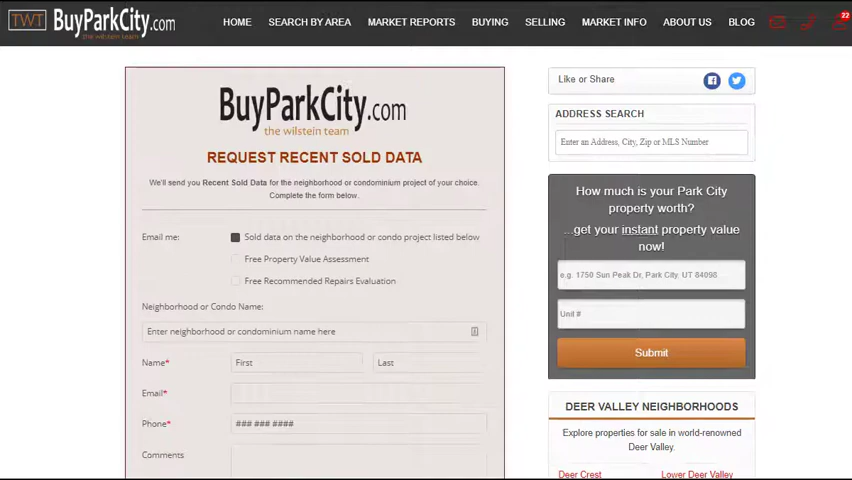 TWT BuyParkCity.com
the wilstein team
HOME SEARCH BY AREA MARKET REPORTS BUYING SELLING MARKET INFO ABOUT US BLOG
22
BuyParkCity.com
the wilstein team
REQUEST RECENT SOLD DATA
We'll send you Recent Sold Data for the neighborhood or condominium project of your choice.
Complete the form below.
Email me:
Sold data on the neighborhood or condo project listed below
Free Property Value Assessment
Free Recommended Repairs Evaluation
Neighborhood or Condo Name:
Enter neighborhood or condominium name here
Name*
First
Last
Email*
Phone*
### ### ####
Comments
Like or Share
ADDRESS SEARCH
Enter an Address, City, Zip or MLS Number
How much is your Park City
property worth?
...get your instant property value
now!
e.g. 1750 Sun Peak Dr, Park City. UT 84098
Unit #
Submit
DEER VALLEY NEIGHBORHOODS
Explore properties for sale in world-renowned
Deer Valley.
Deer Crest
Lower Deer Valley